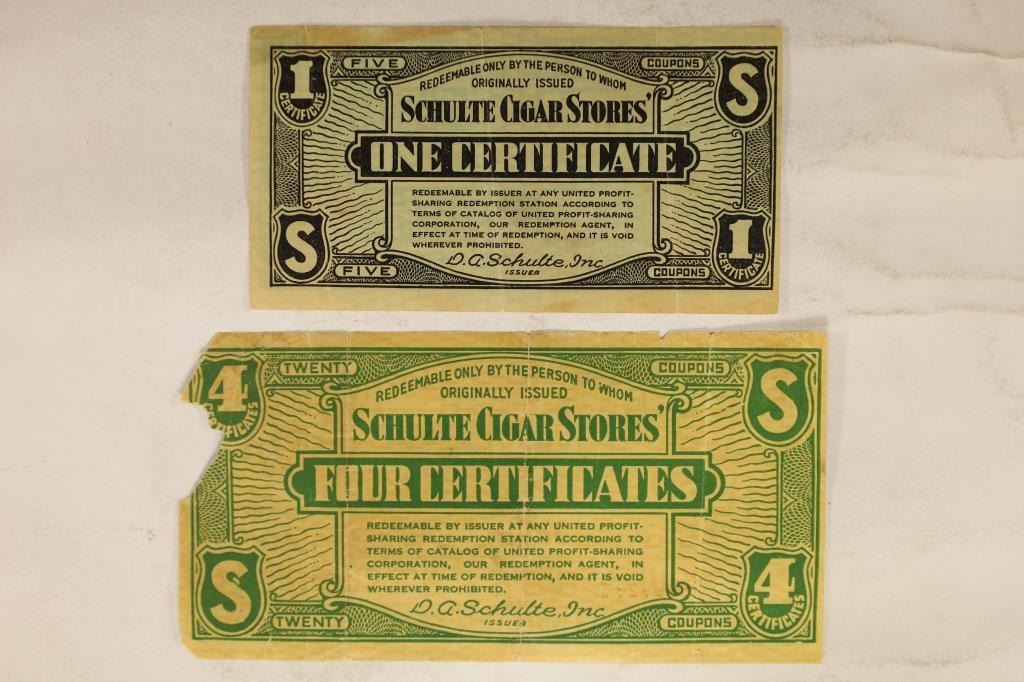 1 FIVE COUPONS S
CERTIFICATE
REDEEMABLE ONLY BY THE PERSON TO WHOM
ORIGINALLY ISSUED
SCHULTE CIGAR STORES'
ONE CERTIFICATE
REDEEMABLE BY ISSUER AT ANY UNITED PROFIT-
SHARING REDEMPTION STATION ACCORDING TO
TERMS OF CATALOG OF UNITED PROFIT-SHARING
CORPORATION, OUR REDEMPTION AGENT, IN
EFFECT AT TIME OF REDEMPTION, AND IT IS VOID
WHEREVER PROHIBITED.
D. A. Schulte, Inc.
ISSUER
S FIVE COUPONS 1
CERTIFICATE
4 TWENTY COUPONS S
CERTIFICATES
REDEEMABLE ONLY BY THE PERSON TO WHOM
ORIGINALLY ISSUED
SCHULTE CIGAR STORES'
FOUR CERTIFICATES
REDEEMABLE BY ISSUER AT ANY UNITED PROFIT-
SHARING REDEMPTION STATION ACCORDING TO
TERMS OF CATALOG OF UNITED PROFIT-SHARING
CORPORATION, OUR REDEMPTION AGENT, IN
EFFECT AT TIME OF REDEMPTION, AND IT IS VOID
WHEREVER PROHIBITED.
D. A. Schulte, Inc.
ISSUER
S TWENTY COUPONS 4
CERTIFICATES